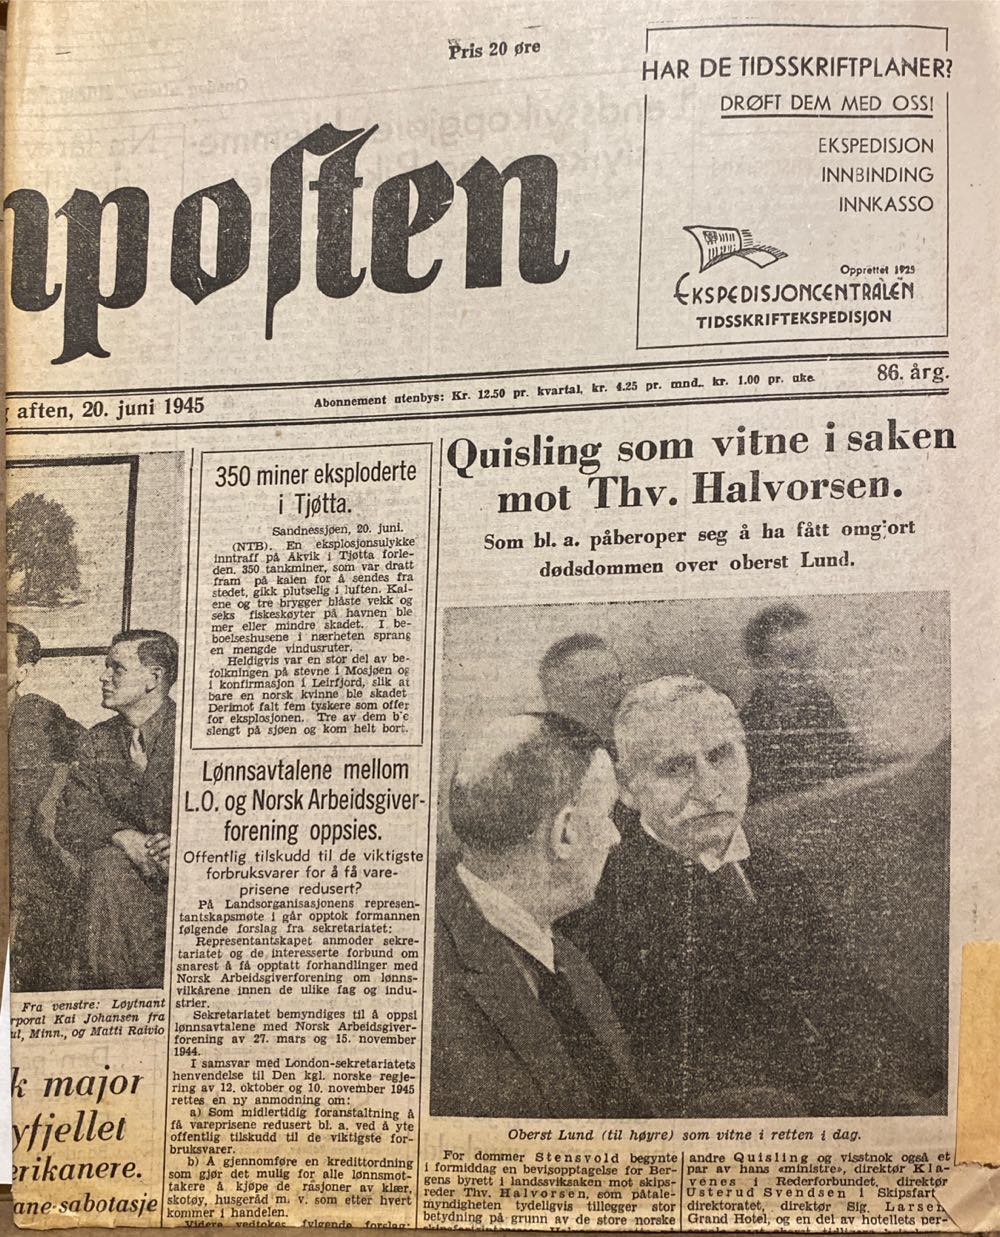 Pris 20 øre
HAR DE TIDSSKRIFTPLANER?
DRØFT DEM MED OSS!
EKSPEDISJON
INNBINDING
INNKASSO
Opprettet 1925
EKSPEDISJONCENTRALEN
TIDSSKRIFTEKSPEDISJON
nposten
aften, 20. juni 1945
Abonnement utenbys: Kr. 12.50 pr. kvartal, kr. 4.25 pr. mnd., kr. 1.00 pr. uke.
86. årg.
350 miner eksploderte
i Tjøtta.
Sandnessjøen, 20. juni.
(NTB). En eksplosjonsulykke
inntraff på Akvik i Tjøtta forle-
den. 350 tankminer, som var dratt
fram på kaien for å sendes fra
stedet, gikk plutselig i luften. Kai-
ene og tre brygger blåste vekk og
seks fiskeskøyter på havnen ble
mer eller mindre skadet. I be-
boelseshusene i nærheten sprang
en mengde vindusruter.
Heldigvis var en stor del av be-
folkningen på stevne i Mosjøen og
i konfirmasjon i Leirfjord, slik at
bare en norsk kvinne ble skadet
Derimot falt fem tyskere som offer
for eksplosjonen. Tre av dem b'e
slengt på sjøen og kom helt bort.
Lønnsavtalene mellom
L.O. og Norsk Arbeidsgiver-
forening oppsies.
Offentlig tilskudd til de viktigste
forbruksvarer for å få vare-
prisene redusert?
På Landsorganisasjonens represen-
tantskapsmøte i går opptok formannen
følgende forslag fra sekretariatet:
Representantskapet anmoder sekre-
tariatet og de interesserte forbund om
snarest å få opptatt forhandlinger med
Norsk Arbeidsgiverforening om lønns-
vilkårene innen de ulike fag og indu-
strier.
Sekretariatet bemyndiges til å oppsi
lønnsavtalene med Norsk Arbeidsgiver-
forening av 27. mars og 15. november
1944.
I samsvar med London-sekretariatets
henvendelse til Den kgl. norske regje-
ring av 12. oktober og 10. november 1945
rettes en ny anmodning om:
a) Som midlertidig foranstaltning å
få vareprisene redusert bl. a. ved å yte
offentlig tilskudd til de viktigste for-
bruksvarer.
b) Å gjennomføre en kredittordning
som gjør det mulig for alle lønnsmot-
takere å kjøpe de rasjoner av klær,
skotøy, husgeråd m. v. som etter hvert
kommer i handelen.
Videre vedtokes følgende forslag:
Fra venstre: Løytnant
rporal Kai Johansen fra
ul, Minn., og Matti Raivio
k major
yfjellet
erikanere.
ane-sabotasje
Quisling som vitne i saken
mot Thv. Halvorsen.
Som bl. a. påberoper seg å ha fått omg'ort
dødsdommen over oberst Lund.
Oberst Lund (til høyre) som vitne i retten i dag.
For dommer Stensvold begynte
i formiddag en bevisopptagelse for Ber-
gens byrett i landssviksaken mot skips-
reder Thv. Halvorsen, som påtale-
myndigheten tydeligvis tillegger stor
betydning på grunn av de store norske
andre Quisling og visstnok også et
par av hans «ministre», direktør Kla-
venes i Rederforbundet, direktør
Usterud Svendsen i Skipsfart
direktoratet, direktør Sig. Larsen
Grand Hotel, og en del av hotellets per-